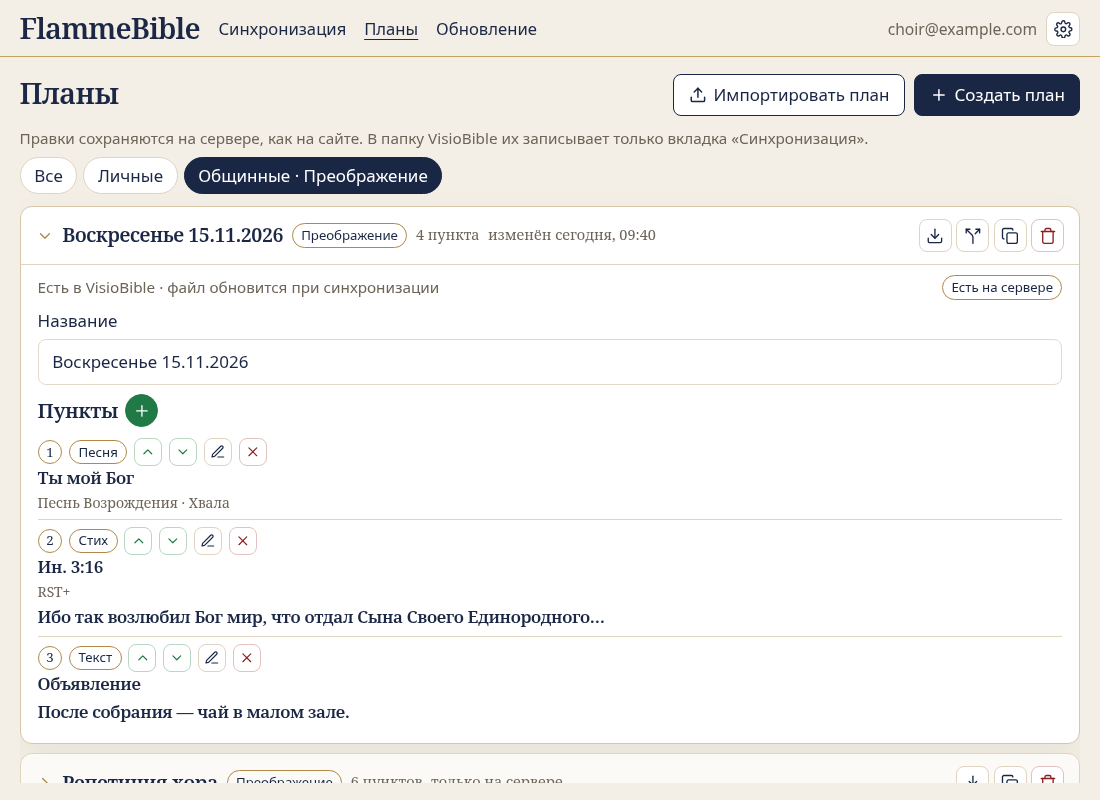 FlammeBible Синхронизация Планы Обновление choir@example.com
Планы Импортировать план Создать план
Правки сохраняются на сервере, как на сайте. В папку VisioBible их записывает только вкладка «Синхронизация».
Все Личные Общинные · Преображение
Воскресенье 15.11.2026 Преображение 4 пункта изменён сегодня, 09:40
Есть в VisioBible · файл обновится при синхронизации Есть на сервере
Название
Воскресенье 15.11.2026
Пункты
1 Песня
Ты мой Бог
Песнь Возрождения · Хвала
2 Стих
Ин. 3:16
RST+
Ибо так возлюбил Бог мир, что отдал Сына Своего Единородного…
3 Текст
Объявление
После собрания — чай в малом зале.
Репетиция хора Преображение 6 пунктов только на сервере